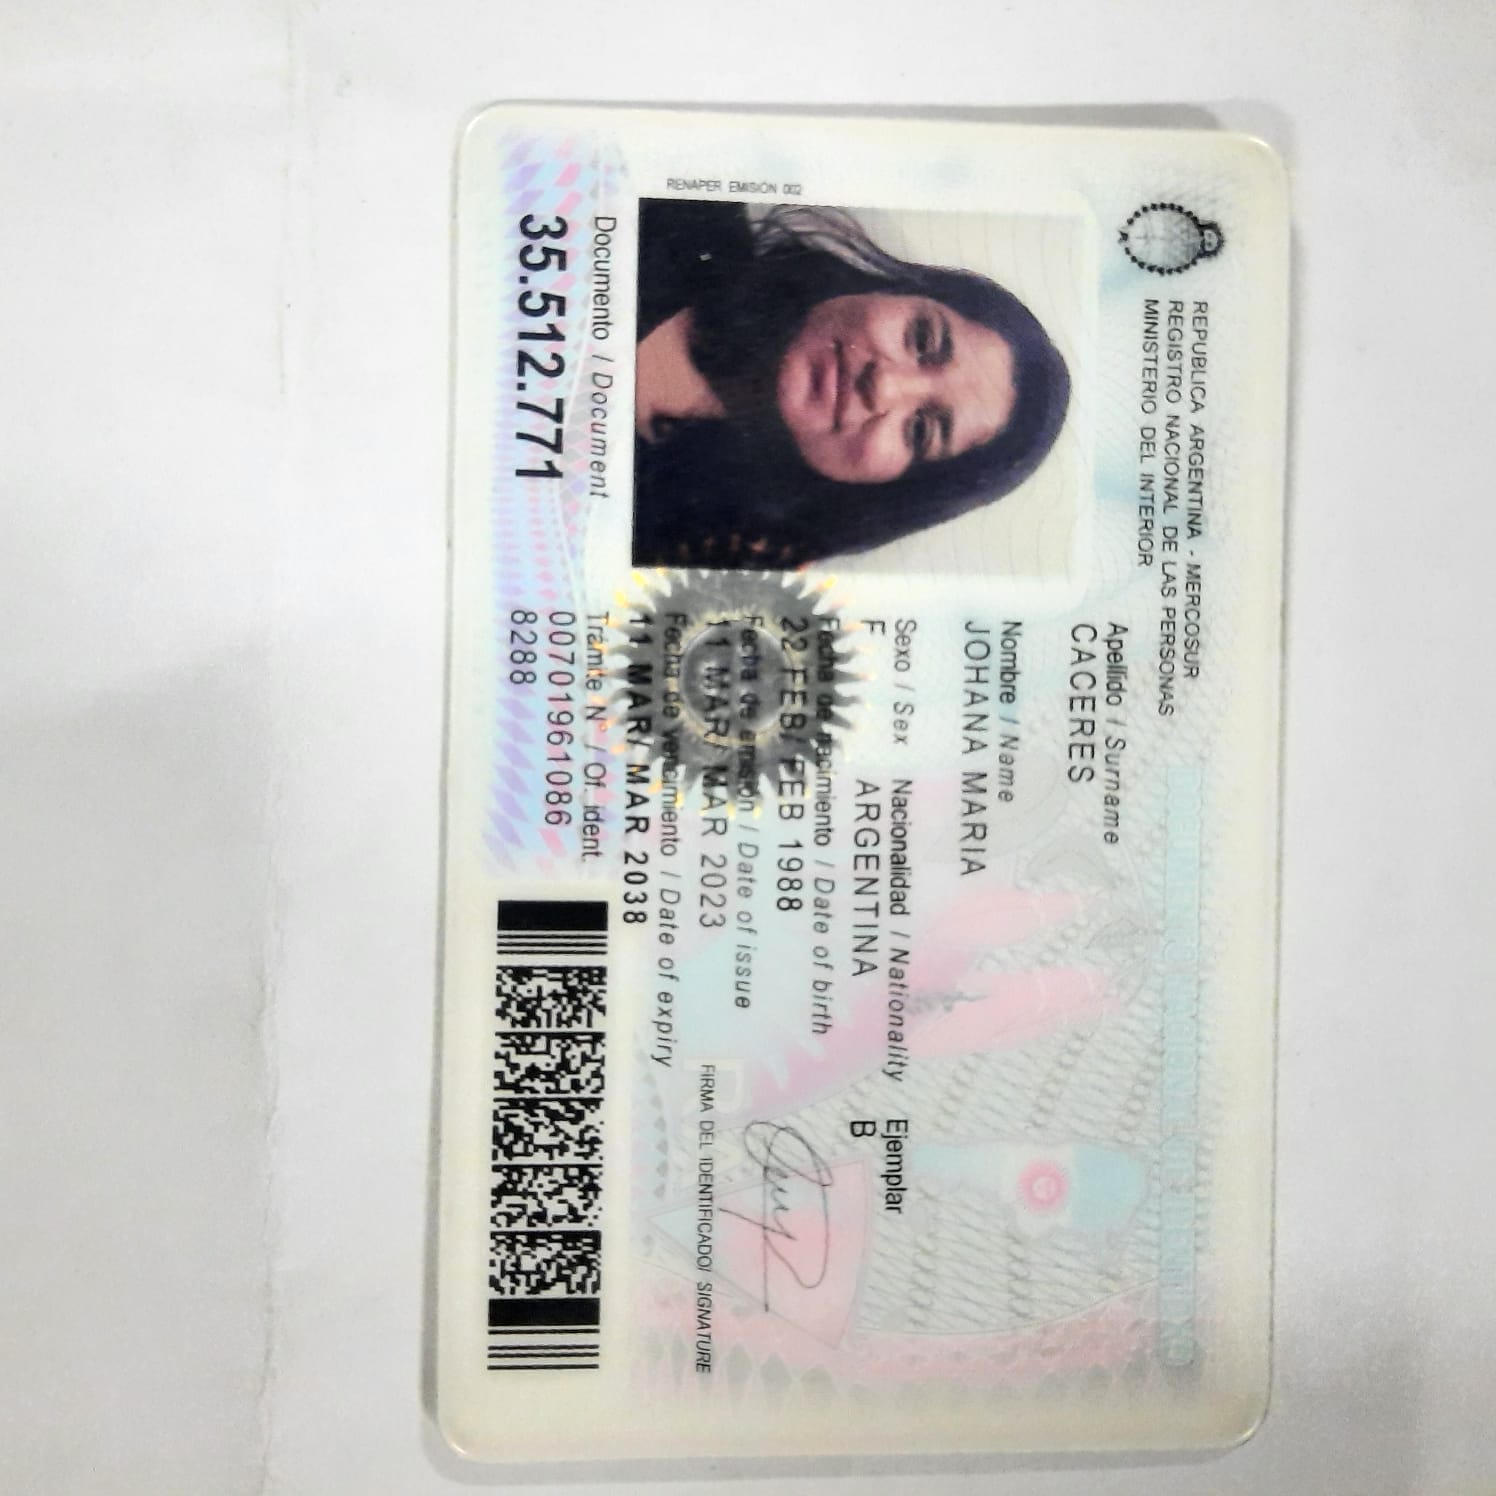 REPUBLICA ARGENTINA - MERCOSUR
REGISTRO NACIONAL DE LAS PERSONAS
MINISTERIO DEL INTERIOR
RENAPER EMISIÓN 002
Apellido / Surname
CACERES
Nombre / Name
JOHANA MARIA
Sexo / Sex Nacionalidad / Nationality Ejemplar
F ARGENTINA B
Fecha de nacimiento / Date of birth
22 FEB/ FEB 1988
Fecha de emisión / Date of issue
11 MAR/ MAR 2023
Fecha de vencimiento / Date of expiry
11 MAR/ MAR 2038
FIRMA DEL IDENTIFICADO/ SIGNATURE
Documento / Document
35.512.771
Trámite N° / Of. ident.
00701961086
8288